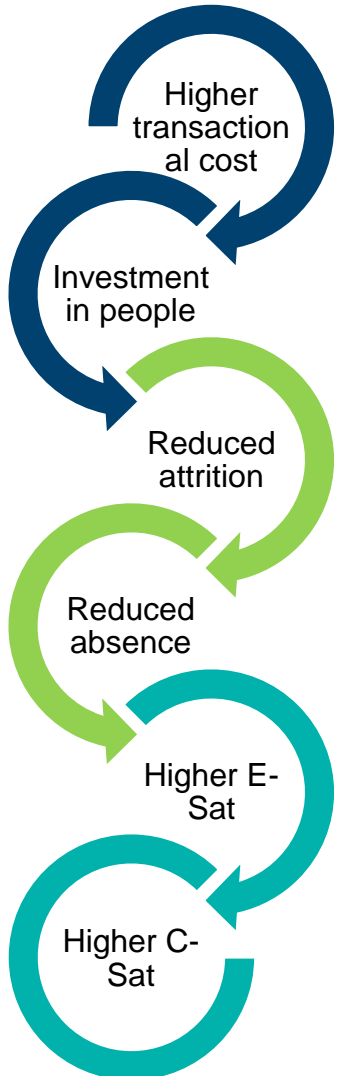 Higher
transaction
al cost
Investment
in people
Reduced
attrition
Reduced
absence
Higher E-
Sat
Higher C-
Sat